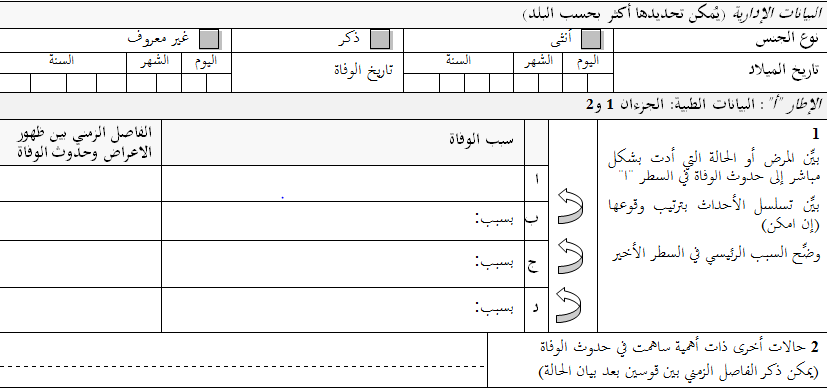 البيانات الإدارية (يُمكن تحديدها أكثر بحسب البلد)
نوع الجنس أنثى ذكر غير معروف
تاريخ الميلاد اليوم الشهر السنة تاريخ الوفاة اليوم الشهر السنة
الإطار "أ" : البيانات الطبية: الجزءان 1 و2
1
بيِّن المرض أو الحالة التي أدت بشكل
مباشر إلى حدوث الوفاة في السطر "ا"
بيِّن تسلسل الأحداث بترتيب وقوعها
(إن امكن)
وضِّح السبب الرئيسي في السطر الأخير
سبب الوفاة
الفاصل الزمني بين ظهور
الاعراض وحدوث الوفاة
ا
ب بسبب:
ج بسبب:
د بسبب:
2 حالات أخرى ذات أهمية ساهمت في حدوث الوفاة
(يمكن ذكر الفاصل الزمني بين قوسين بعد بيان الحالة)